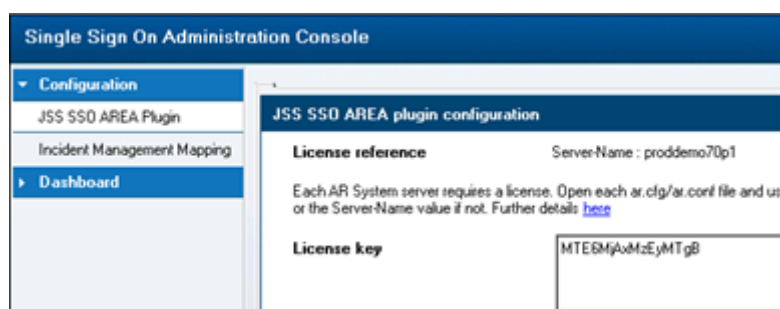 Single Sign On Administration Console
Configuration
JSS SSO AREA Plugin
Incident Management Mapping
Dashboard
JSS SSO AREA plugin configuration
License reference Server-Name : proddemo70p1
Each AR System server requires a license. Open each ar.cfg/ar.conf file and us
or the Server-Name value if not. Further details here
License key MTE6MjAxMzEyMTgB